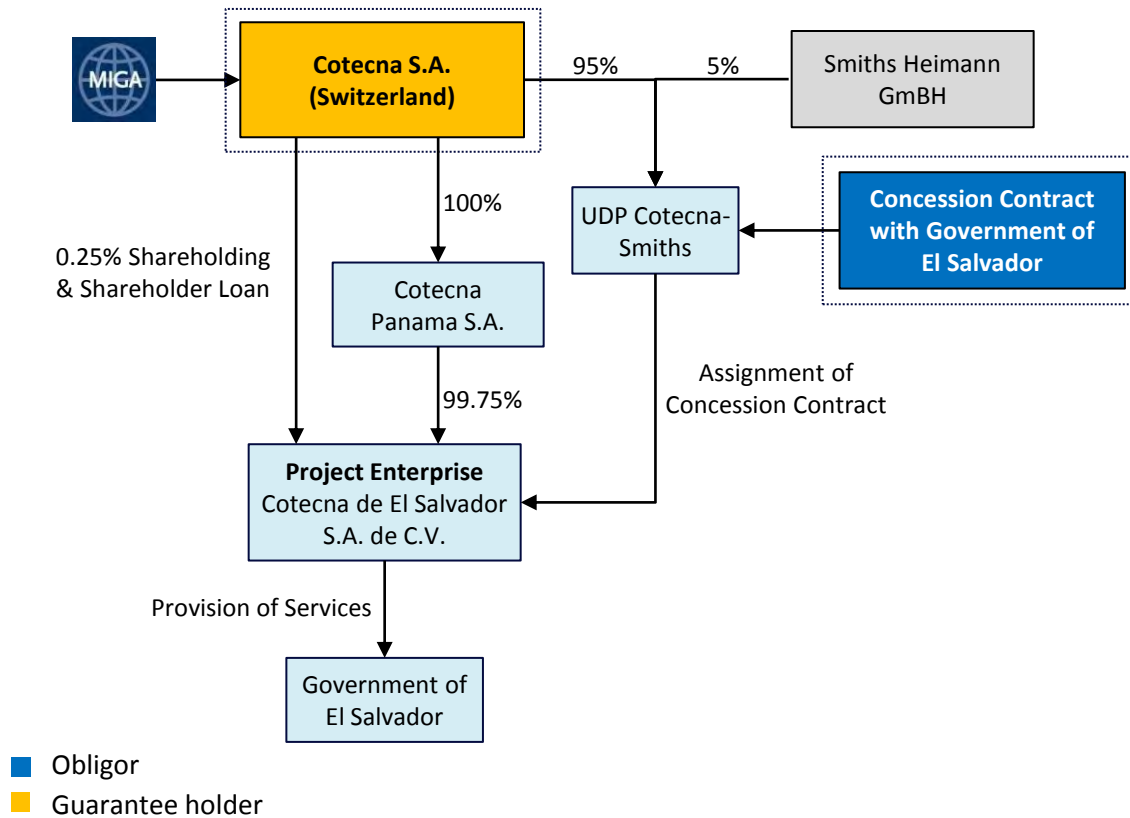 MIGA
Cotecna S.A.
(Switzerland)
95%
5%
Smiths Heimann
GmBH
100%
UDP Cotecna-
Smiths
Concession Contract
with Government of
El Salvador
0.25% Shareholding
& Shareholder Loan
Cotecna
Panama S.A.
99.75%
Assignment of
Concession Contract
Project Enterprise
Cotecna de El Salvador
S.A. de C.V.
Provision of Services
Government of
El Salvador
Obligor
Guarantee holder